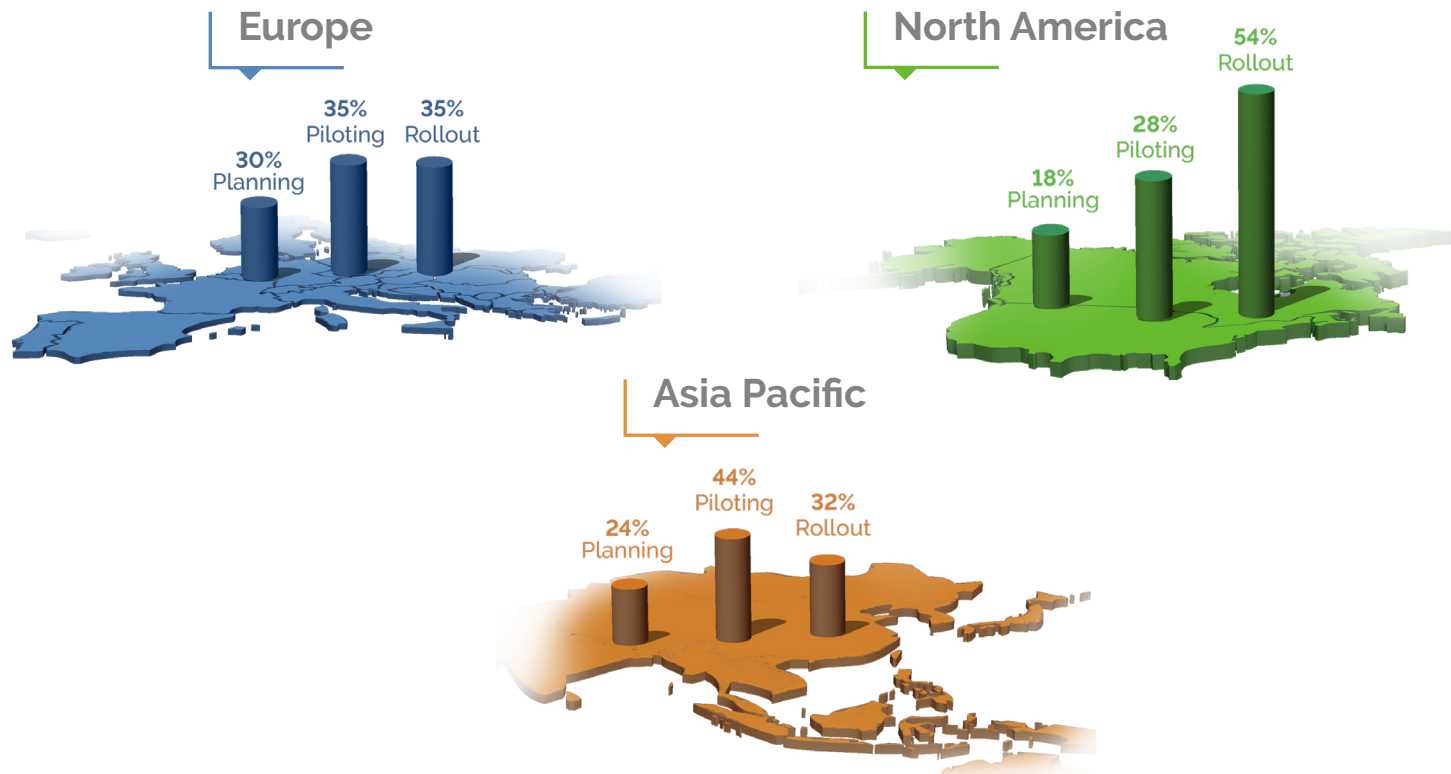 Europe
30%
Planning
35%
Piloting
35%
Rollout
North America
18%
Planning
28%
Piloting
54%
Rollout
Asia Pacific
24%
Planning
44%
Piloting
32%
Rollout